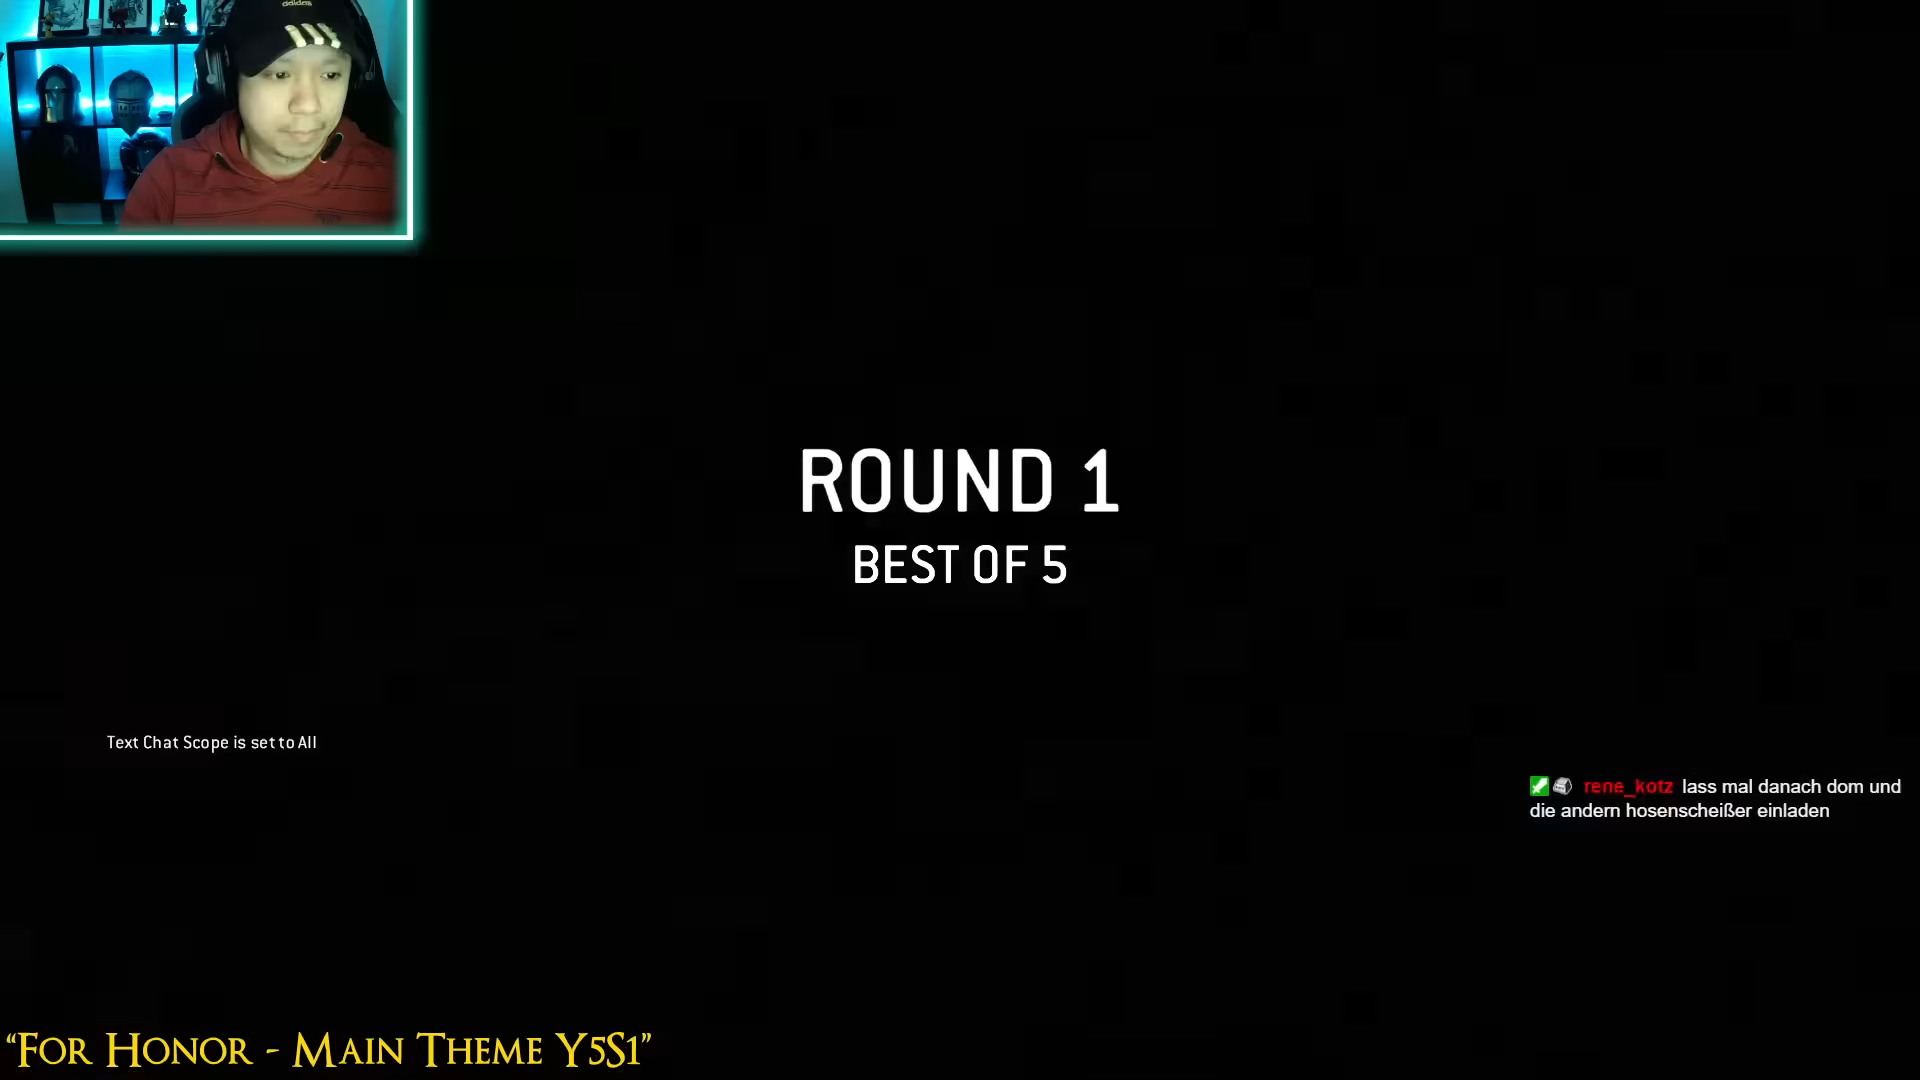 adidas
ROUND 1
BEST OF 5
Text Chat Scope is set to All
rene_kotz lass mal danach dom und
die andern hosenscheißer einladen
“FOR HONOR - MAIN THEME Y5S1”